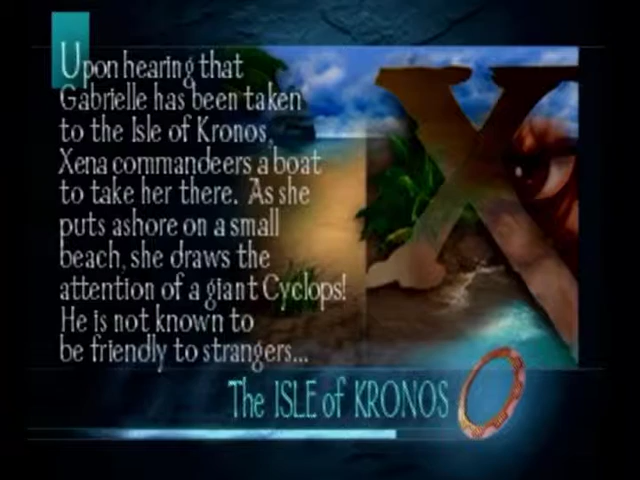 Upon hearing that
Gabrielle has been taken
to the Isle of Kronos,
Xena commandeers a boat
to take her there. As she
puts ashore on a small
beach, she draws the
attention of a giant Cyclops!
He is not known to
be friendly to strangers...
X
The ISLE of KRONOS